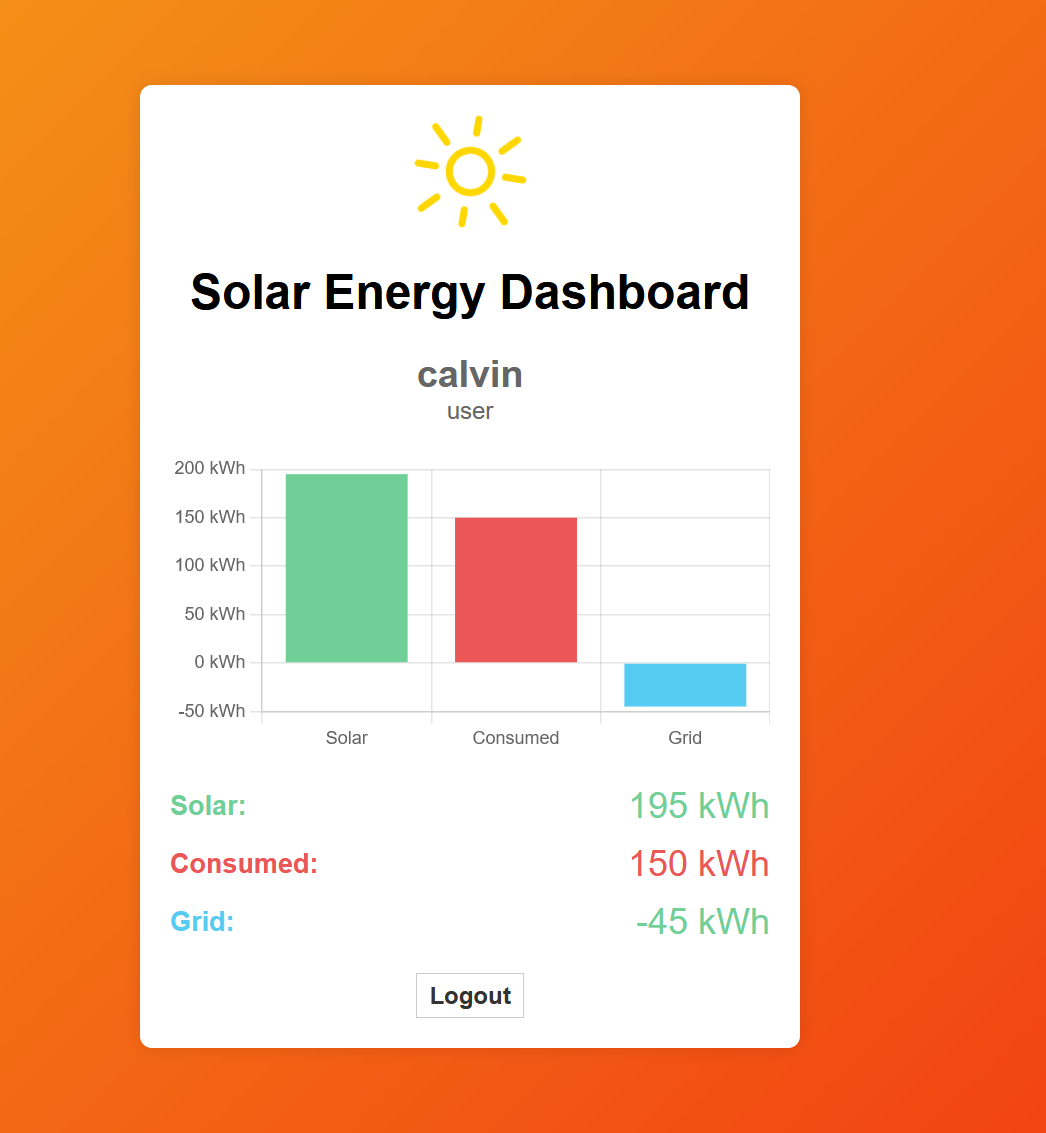 Solar Energy Dashboard
calvin
user
200 kWh
150 kWh
100 kWh
50 kWh
0 kWh
-50 kWh
Solar Consumed Grid
Solar: 195 kWh
Consumed: 150 kWh
Grid: -45 kWh
Logout